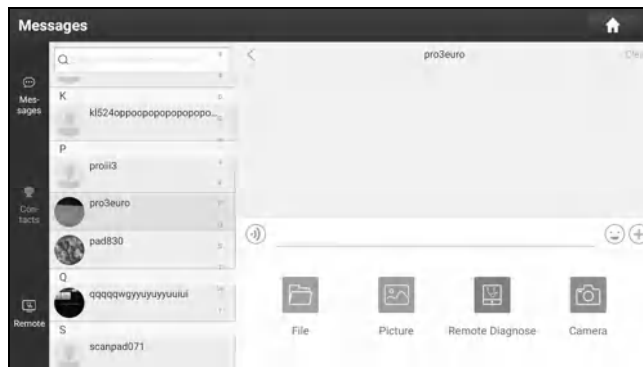 Messages
pro3euro
Mes-
sages
K
kl524oppoopopopopopopo...
P
proiii3
Con-
tacts
pro3euro
pad830
Q
qqqqqwgyyuyuyyuuiui
Remote
S
scanpad071
File
Picture
Remote Diagnose
Camera